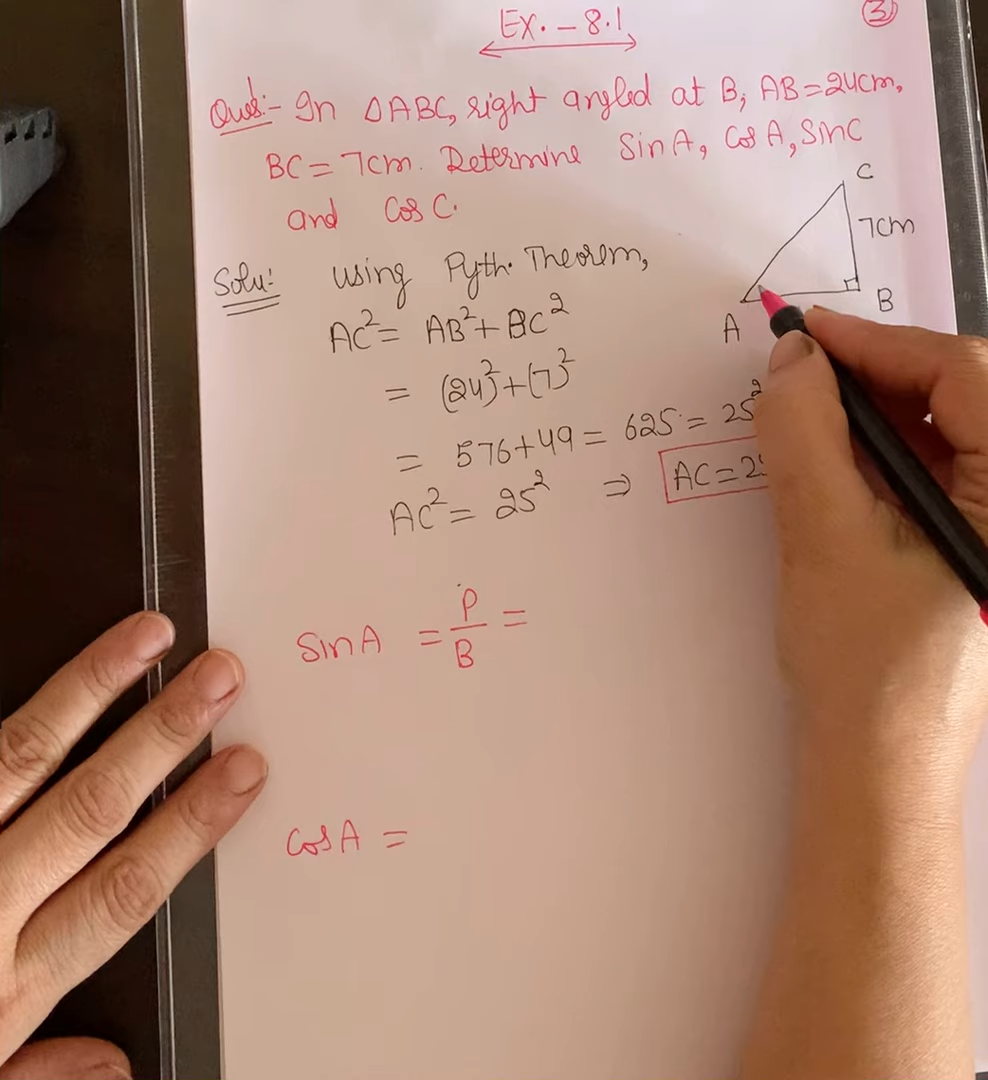 Ex. - 8.1
3
Ques:- In ΔABC, right angled at B, AB=24cm,
BC = 7cm. Determine Sin A, Cos A, Sin C
and Cos C.
C
7cm
B
A
Solu:- using Pyth. Theorem,
AC² = AB² + BC²
= (24)² + (7)²
= 576+49 = 625 = 25²
AC² = 25² ⇒ AC = 2
Sin A = P/B =
Cos A =